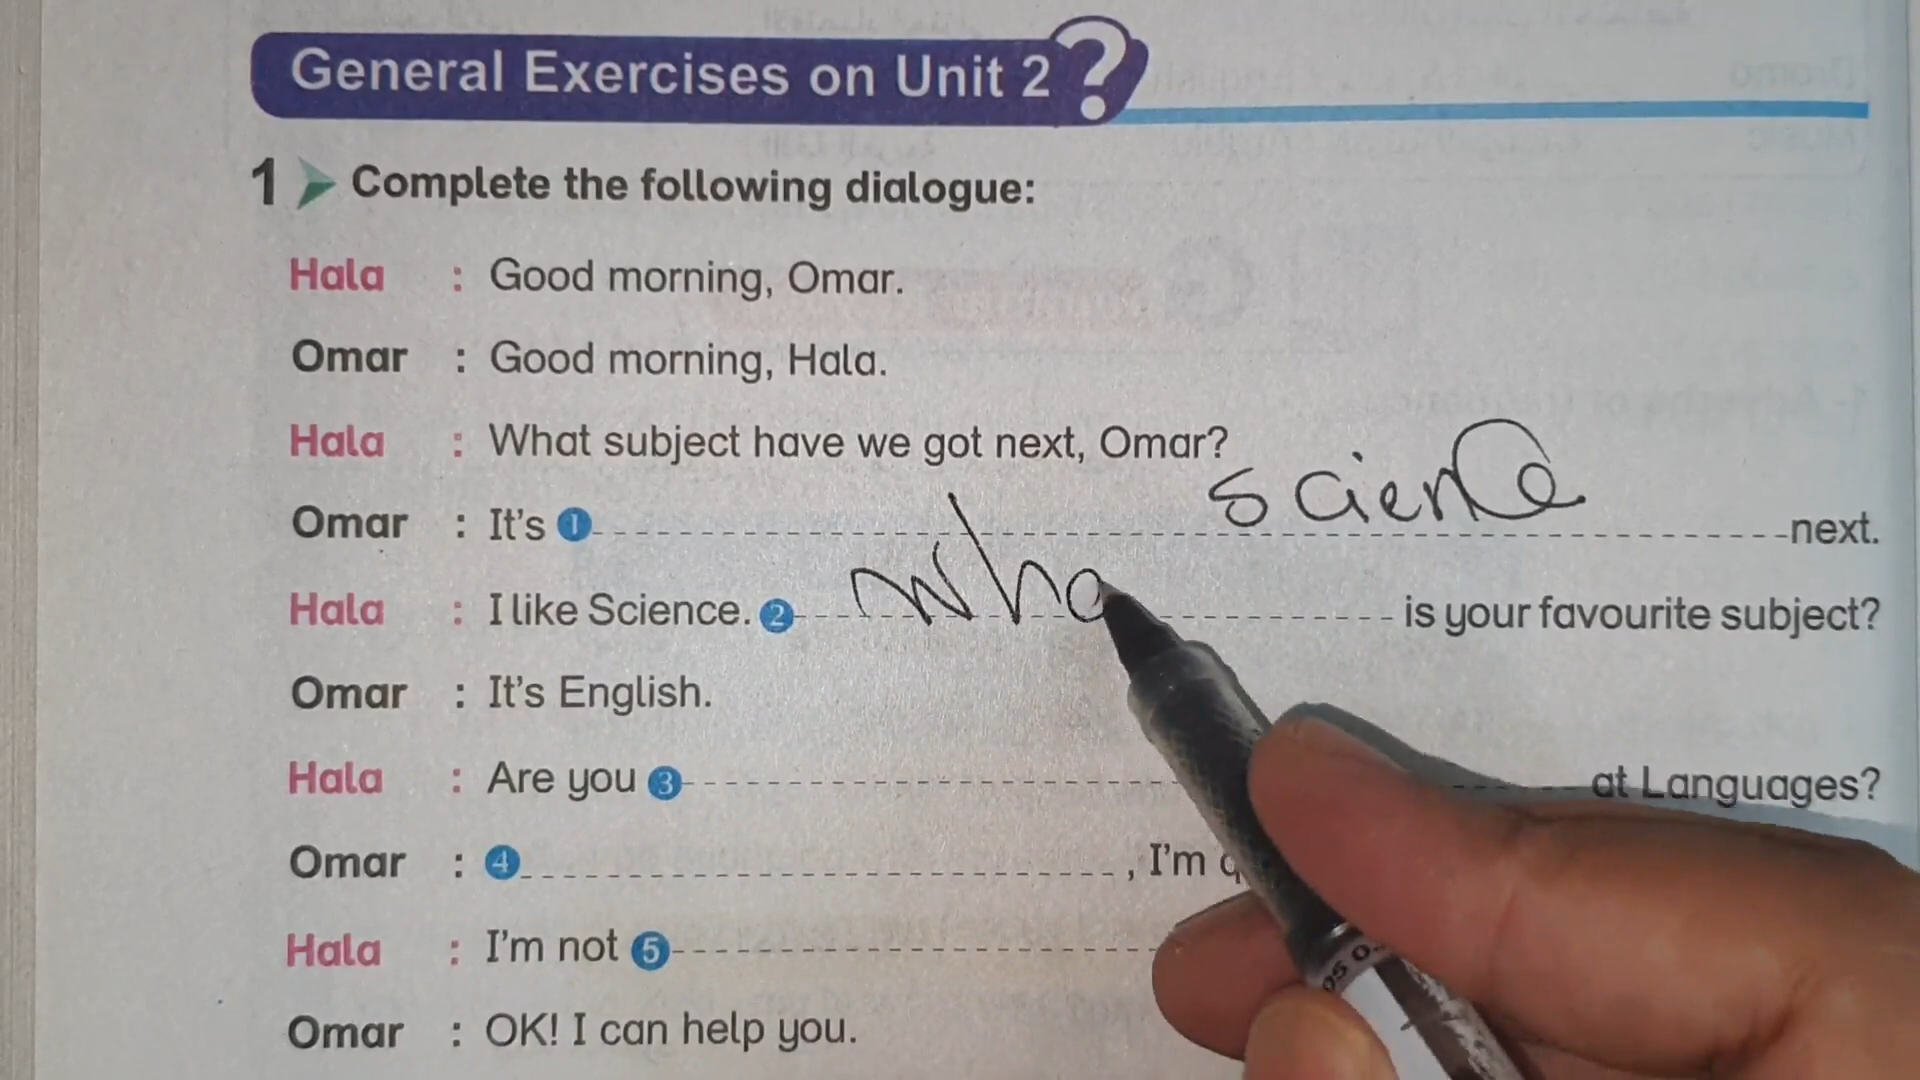 General Exercises on Unit 2 ?
1 Complete the following dialogue:
Hala : Good morning, Omar.
Omar : Good morning, Hala.
Hala : What subject have we got next, Omar?
Omar : It's 1 science next.
Hala : I like Science. 2 wha is your favourite subject?
Omar : It's English.
Hala : Are you 3 at Languages?
Omar : 4 , I'm
Hala : I'm not 5
Omar : OK! I can help you.